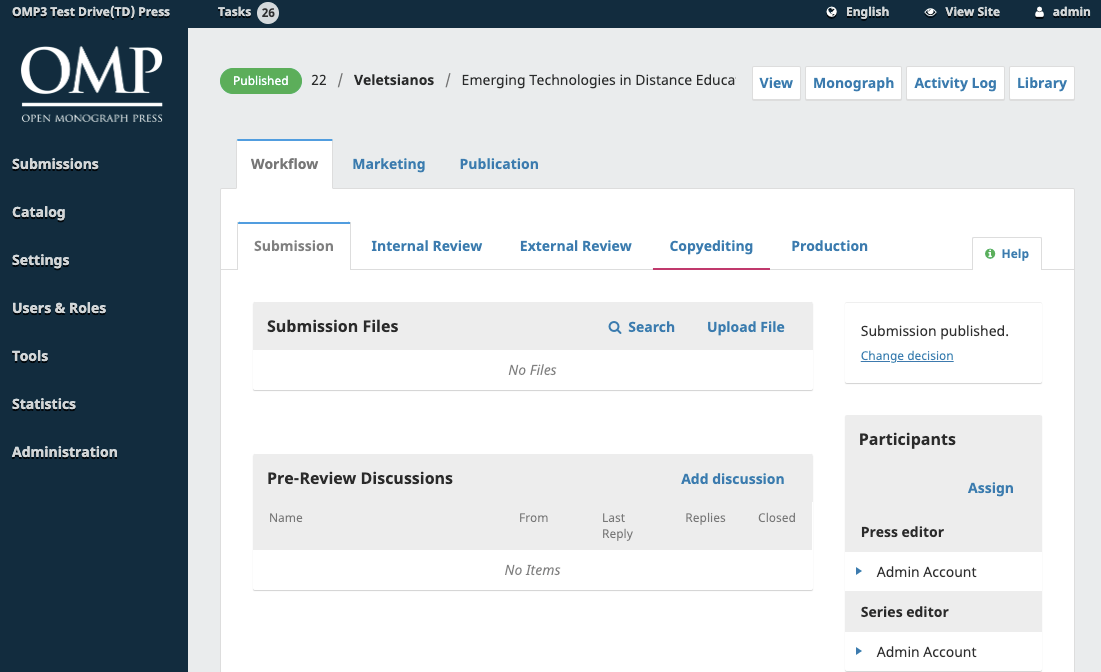 OMP3 Test Drive(TD) Press
Tasks 26
English
View Site
admin
OMP
OPEN MONOGRAPH PRESS
Submissions
Catalog
Settings
Users & Roles
Tools
Statistics
Administration
Published 22 / Veletsianos / Emerging Technologies in Distance Educa
View
Monograph
Activity Log
Library
Workflow
Marketing
Publication
Submission
Internal Review
External Review
Copyediting
Production
Help
Submission Files
Search
Upload File
No Files
Submission published.
Change decision
Pre-Review Discussions
Add discussion
Name
From
Last
Reply
Replies
Closed
No Items
Participants
Assign
Press editor
Admin Account
Series editor
Admin Account